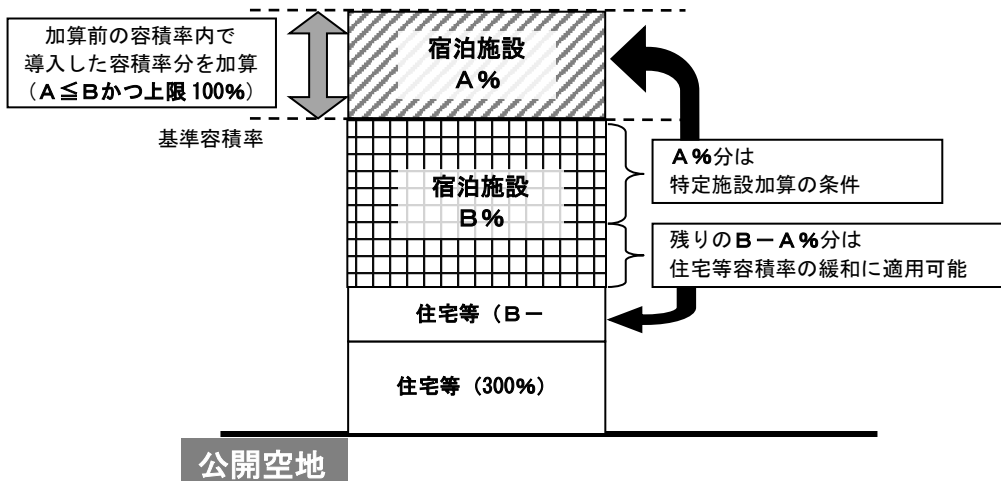 加算前の容積率内で
導入した容積率分を加算
（Ａ≦Ｂかつ上限 100％）
基準容積率
宿泊施設
Ａ％
宿泊施設
Ｂ％
Ａ％分は
特定施設加算の条件
残りのＢ－Ａ％分は
住宅等容積率の緩和に適用可能
住宅等（Ｂ－
住宅等（300％）
公開空地